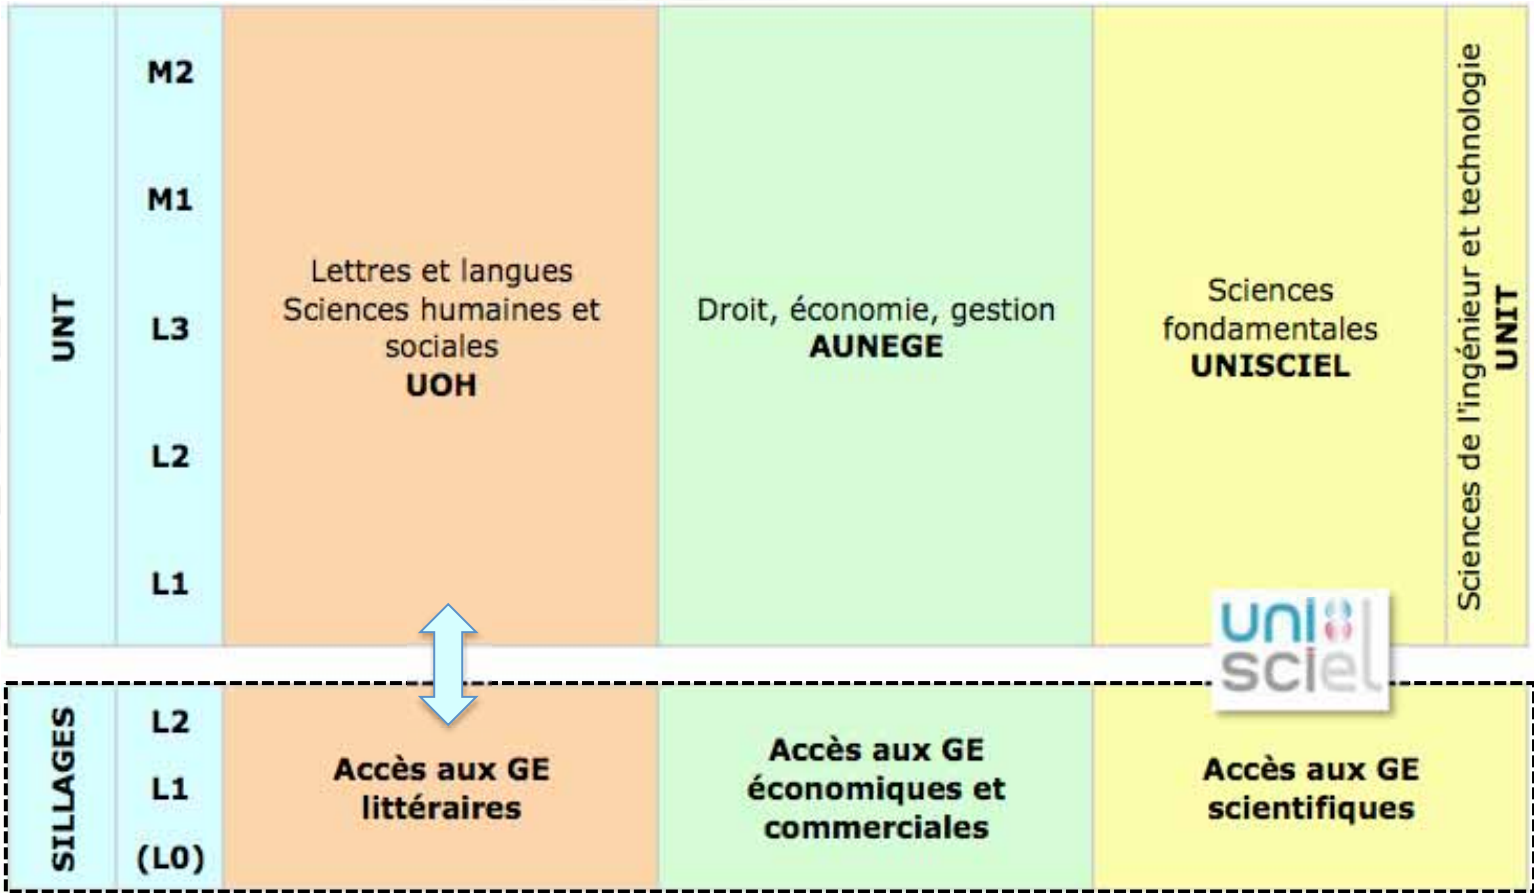 UNT
M2
M1
L3
L2
L1
Lettres et langues
Sciences humaines et
sociales
UOH
Droit, économie, gestion
AUNEGE
Sciences
fondamentales
UNISCIEL
Sciences de l'ingénieur et technologie
UNIT
uni
sciel
SILLAGES
L2
L1
(L0)
Accès aux GE
littéraires
Accès aux GE
économiques et
commerciales
Accès aux GE
scientifiques